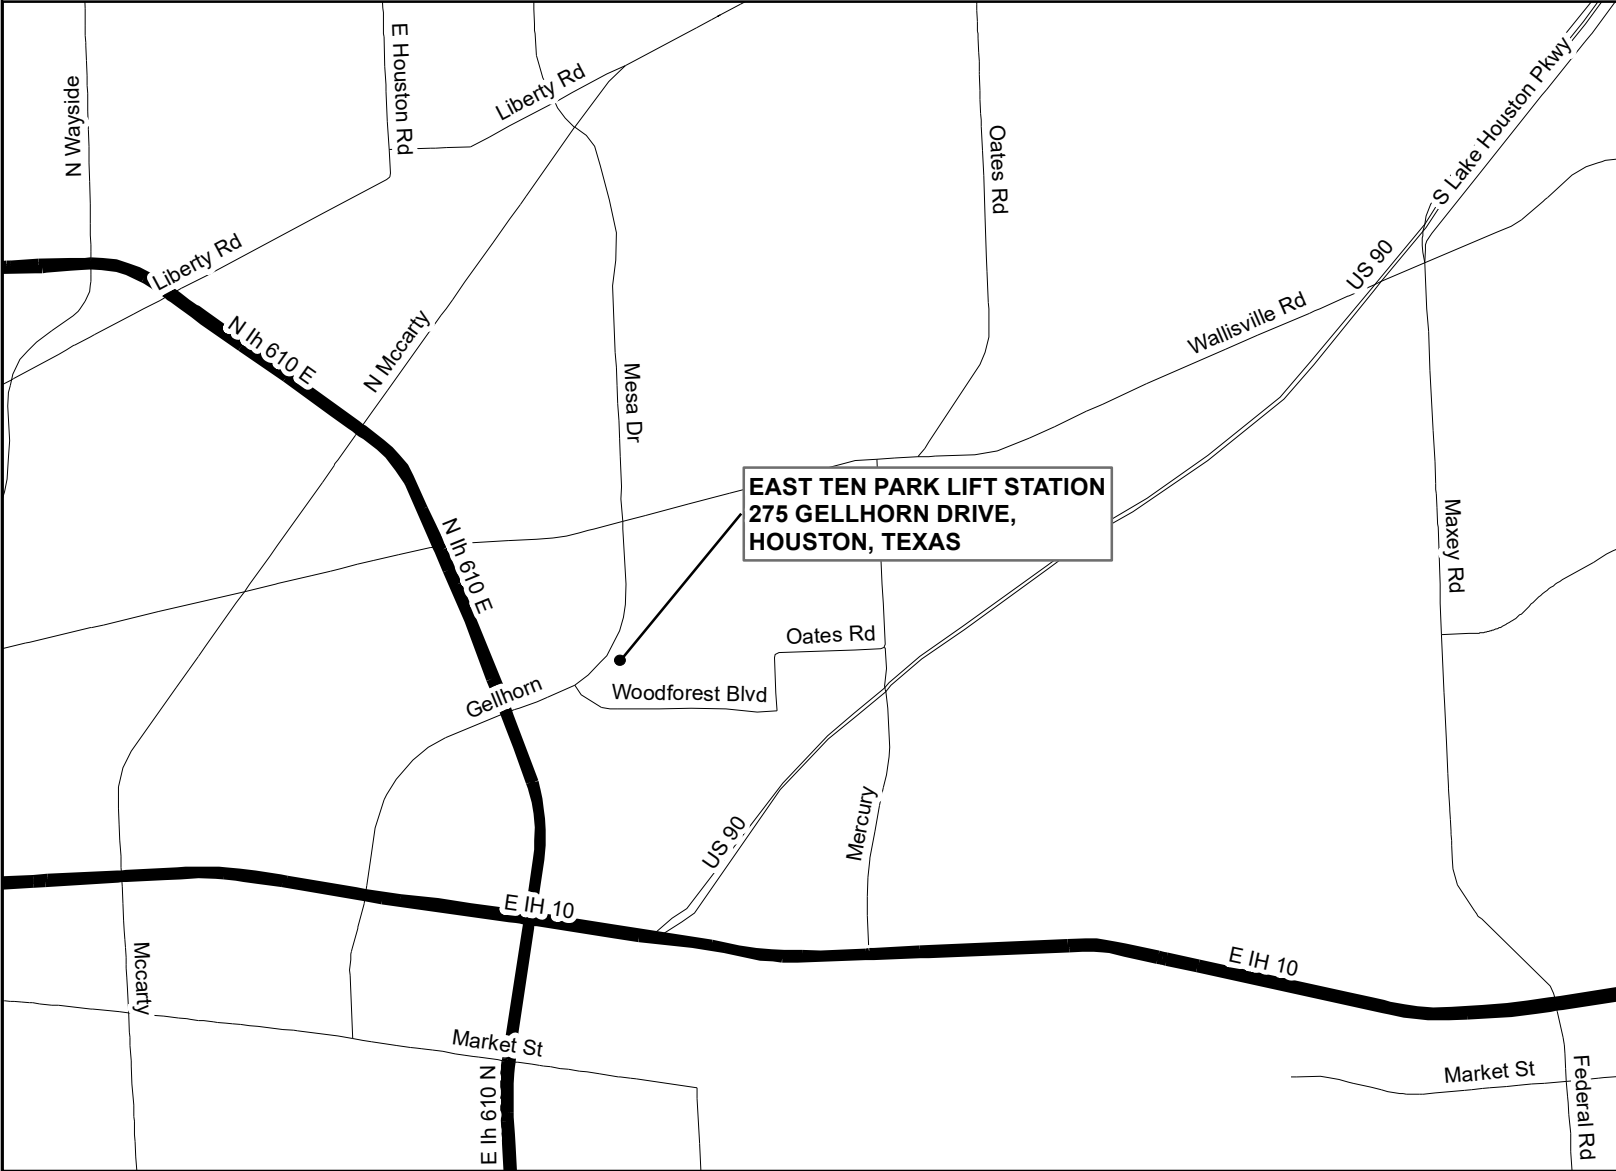 E Houston Rd
N Wayside
Liberty Rd
S Lake Houston Pkwy
Oates Rd
Liberty Rd
US 90
N Ih 610 E
N Mccarty
Wallisville Rd
Mesa Dr
EAST TEN PARK LIFT STATION
275 GELLHORN DRIVE,
HOUSTON, TEXAS
N Ih 610 E
Maxey Rd
Oates Rd
Gellhorn
Woodforest Blvd
US 90
Mercury
E IH 10
E IH 10
Mccarty
Market St
Market St
E Ih 610 N
Federal Rd